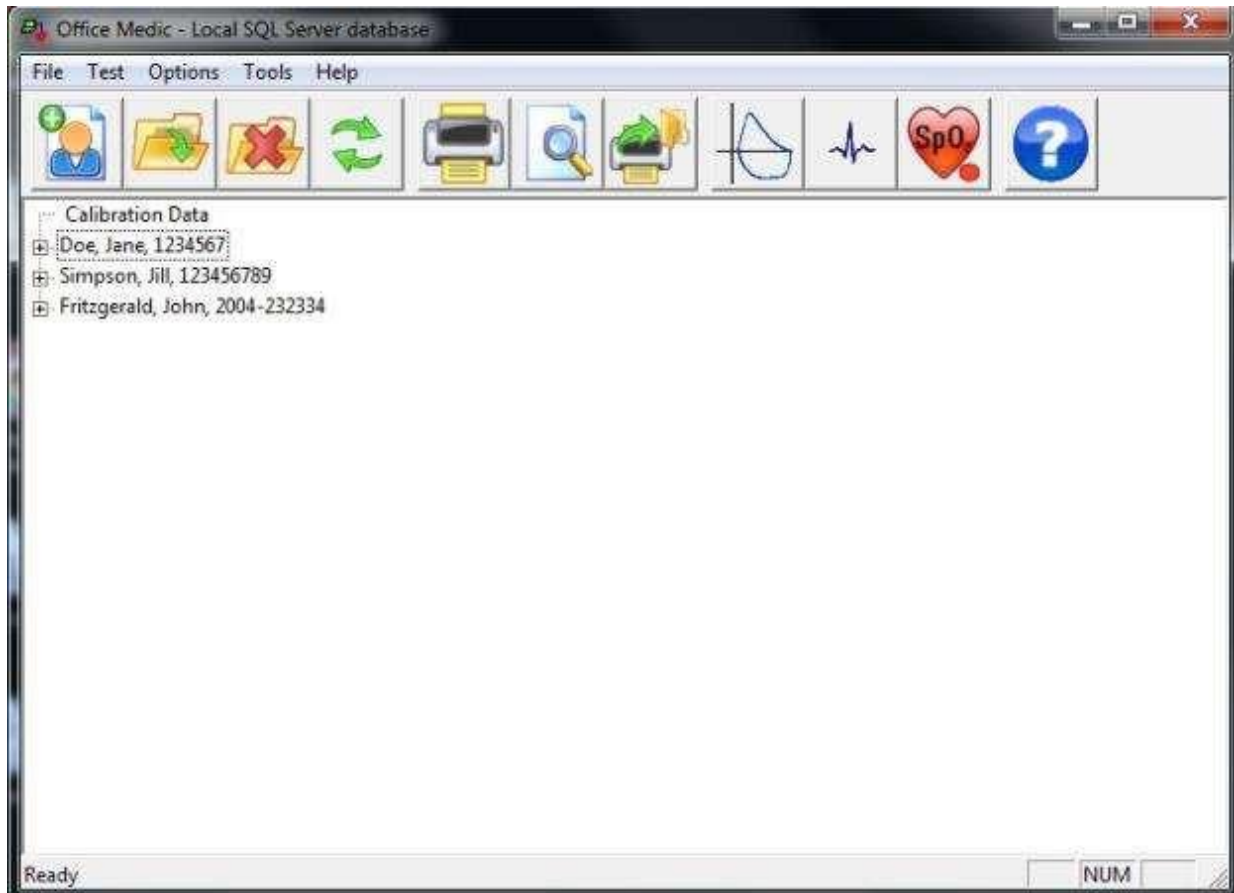 Office Medic - Local SQL Server database
File Test Options Tools Help
SpO₂
?
Calibration Data
Doe, Jane, 1234567
Simpson, Jill, 123456789
Fritzgerald, John, 2004-232334
Ready NUM